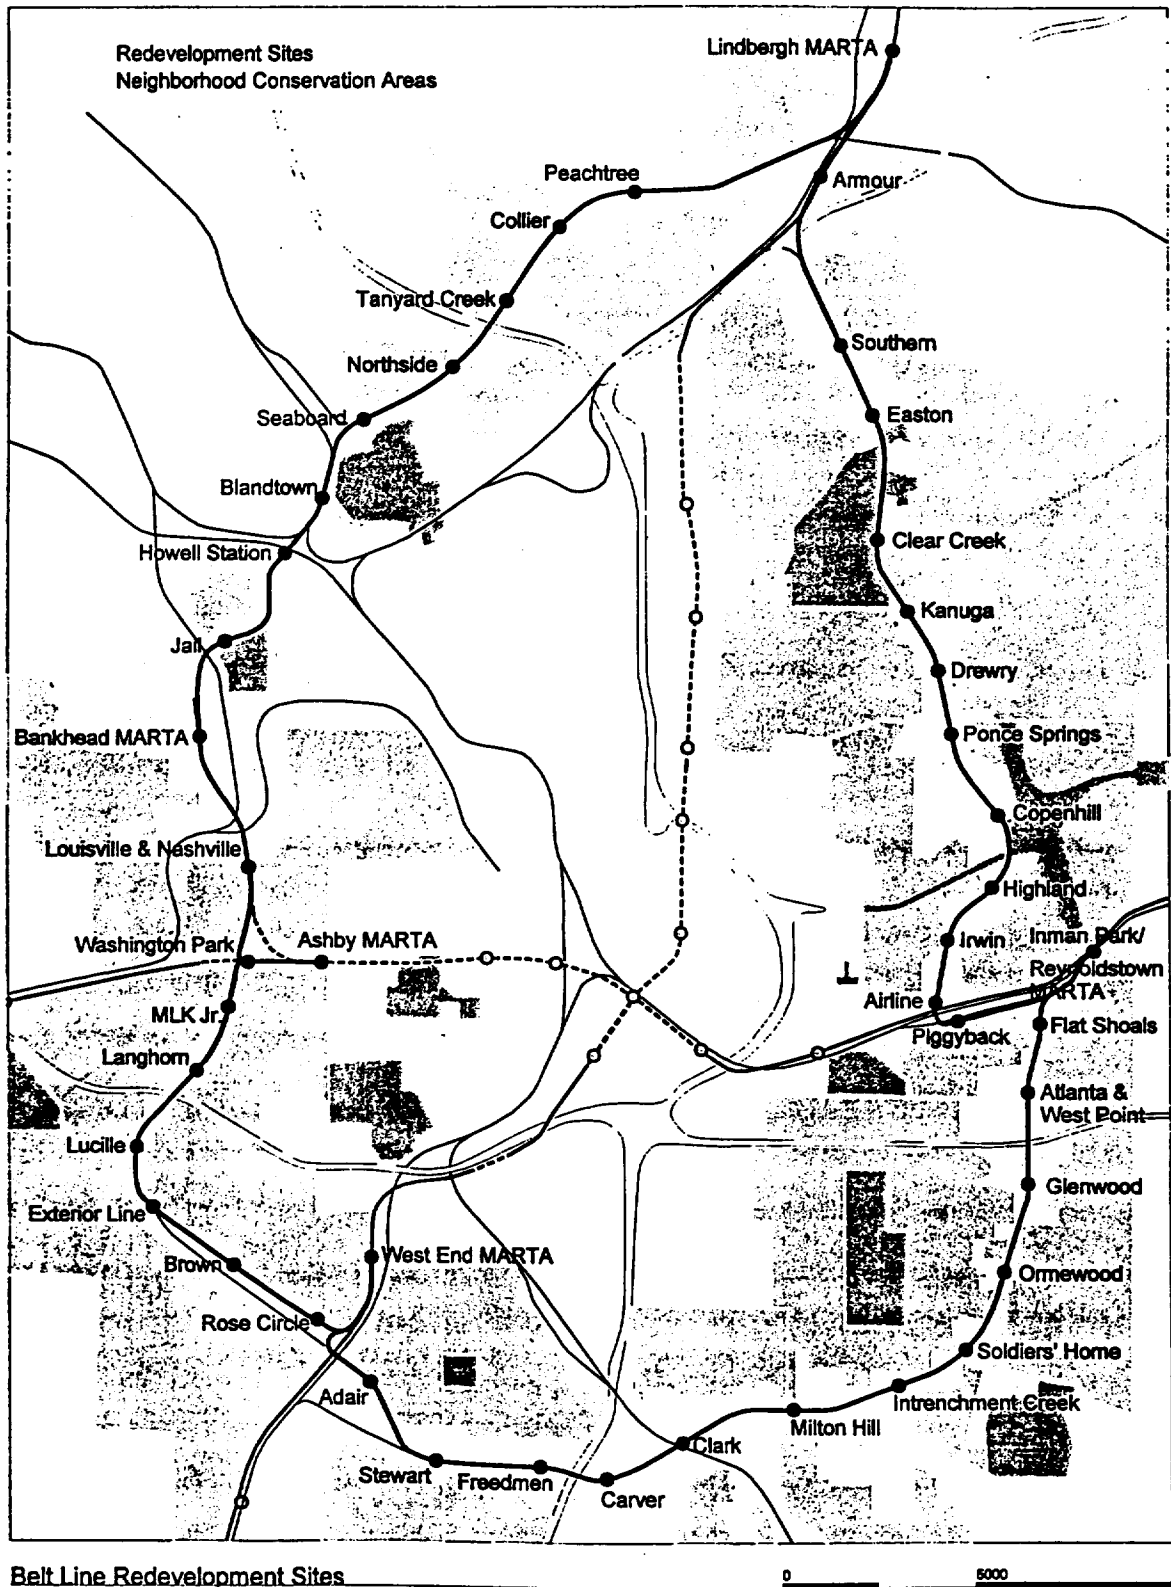 Redevelopment Sites
Neighborhood Conservation Areas
Lindbergh MARTA
Peachtree
Armour
Collier
Tanyard Creek
Southern
Northside
Easton
Seaboard
Blandtown
Clear Creek
Howell Station
Kanuga
Jail
Drewry
Bankhead MARTA
Ponce Springs
Copenhill
Louisville & Nashville
Highland
Washington Park
Ashby MARTA
Irwin
Inman Park/
Reynoldstown
MARTA
Airline
MLK Jr.
Piggyback
Flat Shoals
Langhorn
Atlanta &
West Point
Lucille
Glenwood
Exterior Line
West End MARTA
Brown
Ormewood
Rose Circle
Soldiers' Home
Adair
Intrenchment Creek
Milton Hill
Clark
Stewart
Freedmen
Carver
Belt Line Redevelopment Sites
0 5000